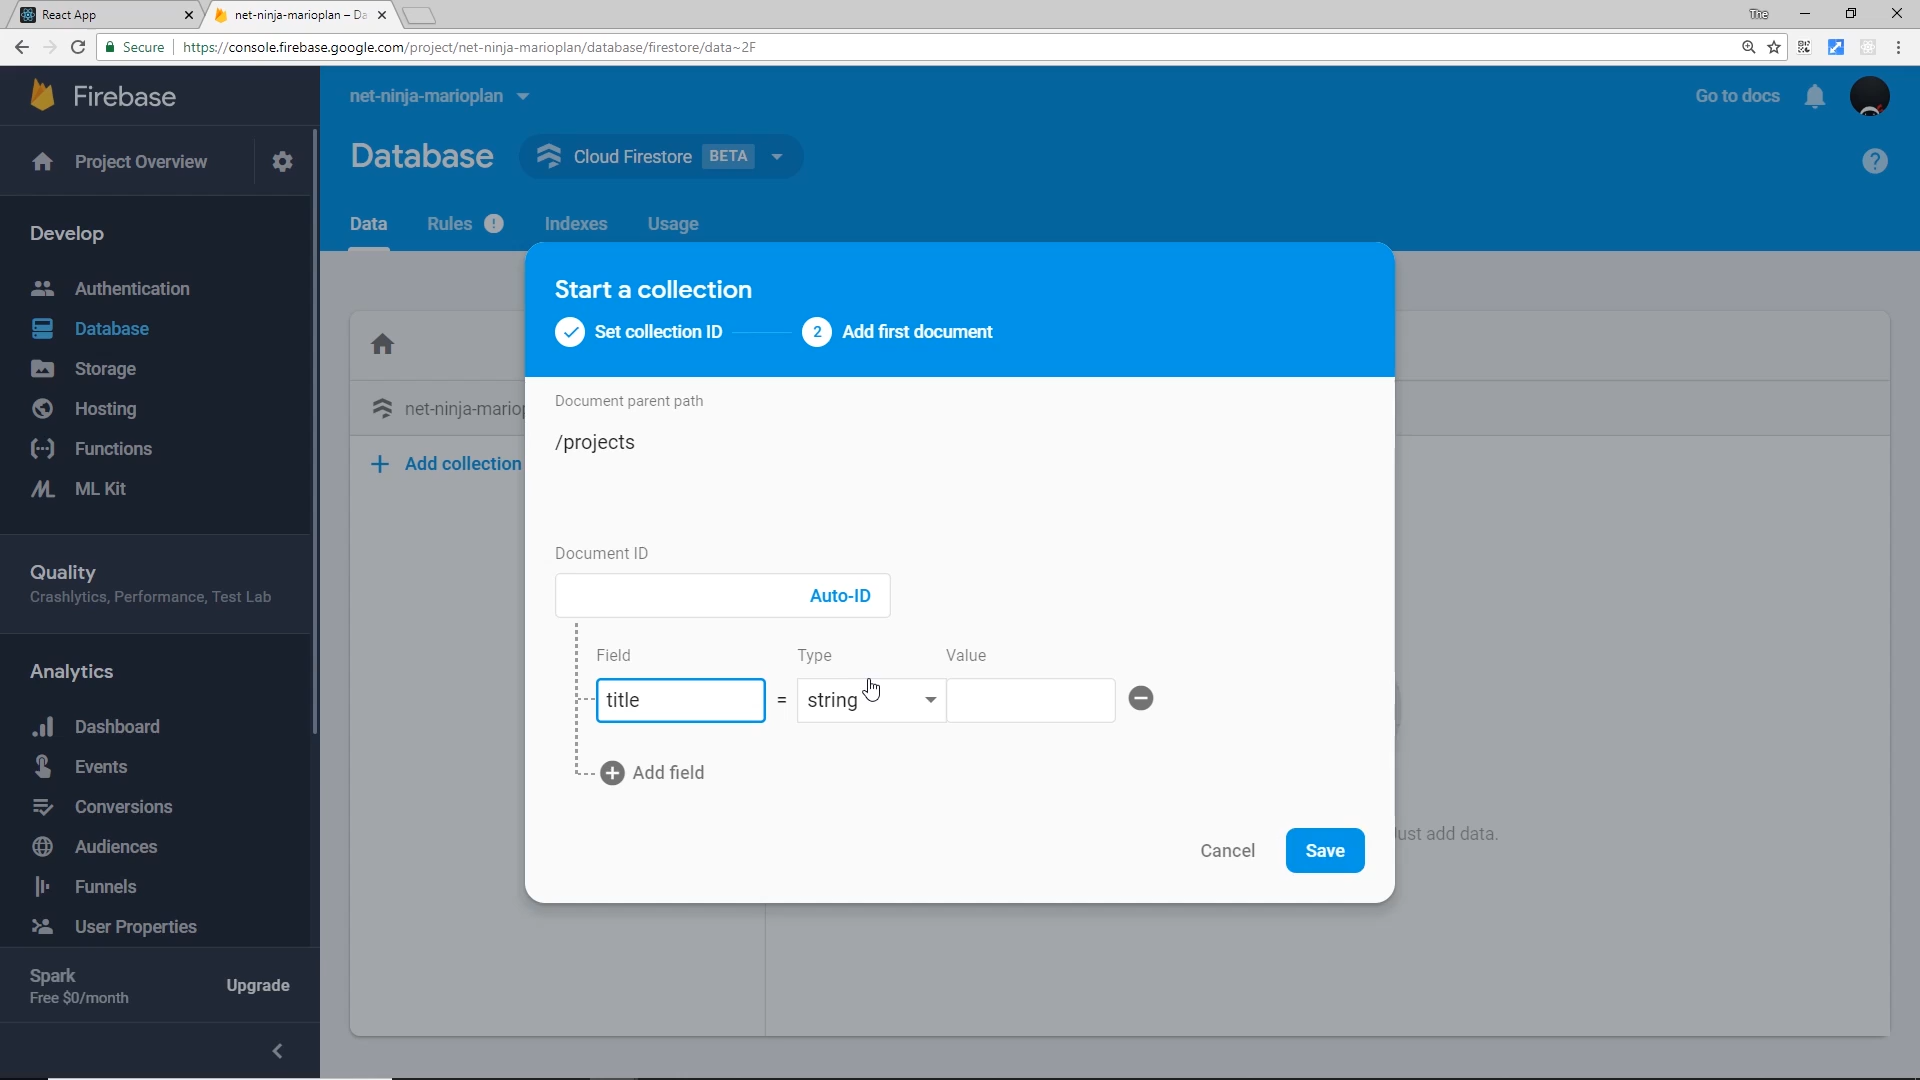 React App
net-ninja-marioplan – Da
The
Secure
https://console.firebase.google.com/project/net-ninja-marioplan/database/firestore/data~2F
Firebase
net-ninja-marioplan
Go to docs
Project Overview
Database
Cloud Firestore
BETA
Develop
Data
Rules
Indexes
Usage
Authentication
Database
Storage
Hosting
Functions
ML Kit
Start a collection
Set collection ID
2
Add first document
net-ninja-mariop
Add collection
Document parent path
/projects
Document ID
Auto-ID
Field
Type
Value
title
=
string
Add field
Cancel
Save
Just add data.
Quality
Crashlytics, Performance, Test Lab
Analytics
Dashboard
Events
Conversions
Audiences
Funnels
User Properties
Spark
Free $0/month
Upgrade